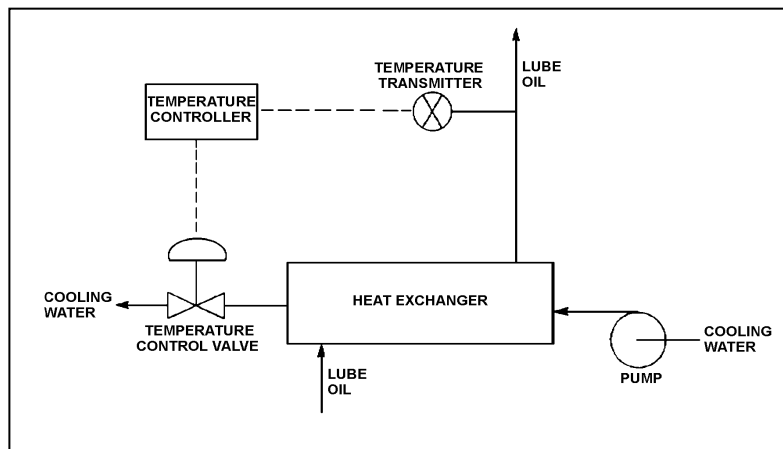 TEMPERATURE
TRANSMITTER
LUBE
OIL
TEMPERATURE
CONTROLLER
COOLING
WATER
TEMPERATURE
CONTROL VALVE
HEAT EXCHANGER
LUBE
OIL
COOLING
WATER
PUMP